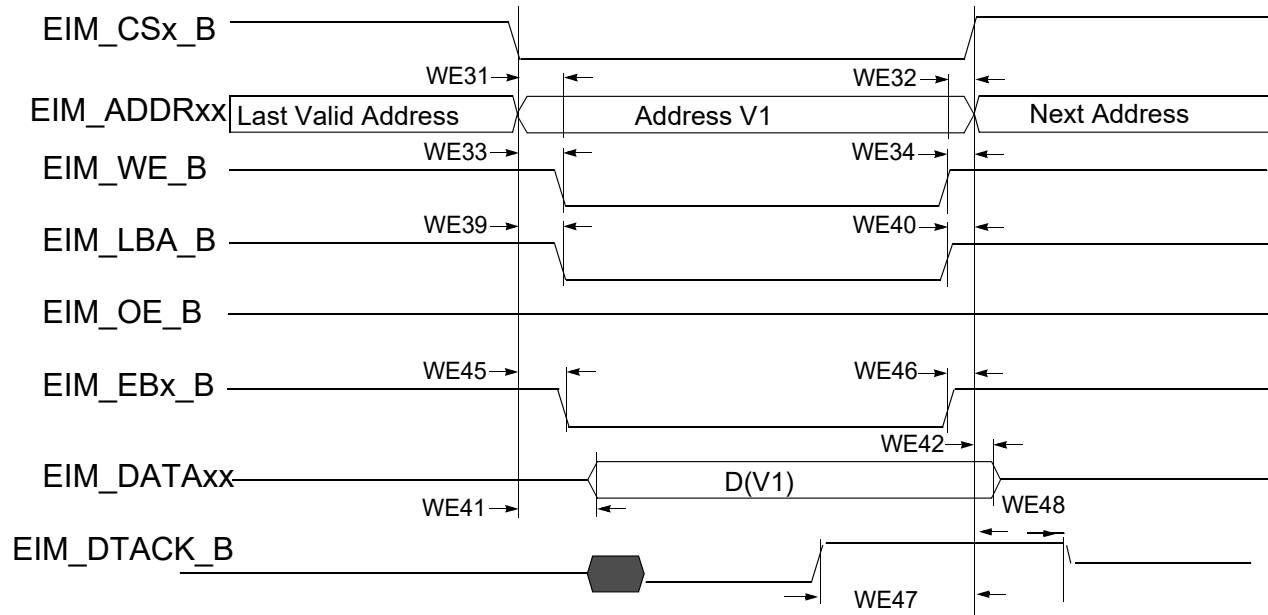 EIM_CSx_B
WE31
WE32
EIM_ADDRxx
Last Valid Address
Address V1
Next Address
WE33
WE34
EIM_WE_B
WE39
WE40
EIM_LBA_B
EIM_OE_B
WE45
WE46
EIM_EBx_B
WE42
EIM_DATAxx
D(V1)
WE41
WE48
EIM_DTACK_B
WE47